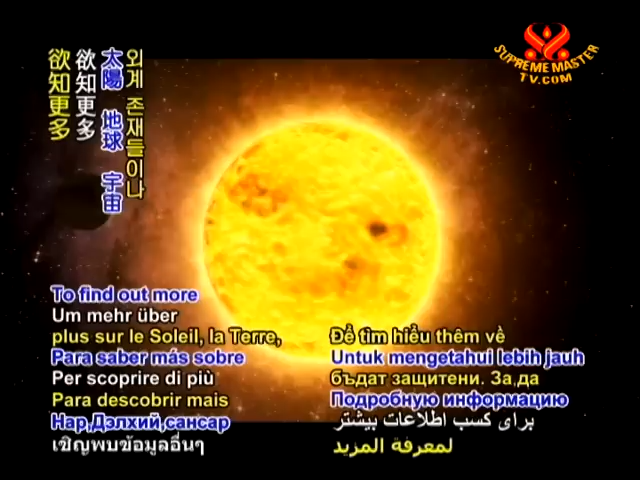 SUPREME MASTER
TV.COM
외계 존재들이나
太陽 地球 宇宙
欲知更多
欲知更多
To find out more
Um mehr über
plus sur le Soleil, la Terre,
Para saber más sobre
Per scoprire di più
Para descobrir mais
Нар,Дэлхий,сансар
เชิญพบข้อมูลอื่นๆ
Để tìm hiểu thêm về
Untuk mengetahui lebih jauh
бъдат защитени. За да
Подробную информацию
برای کسب اطلاعات بیشتر
لمعرفة المزيد